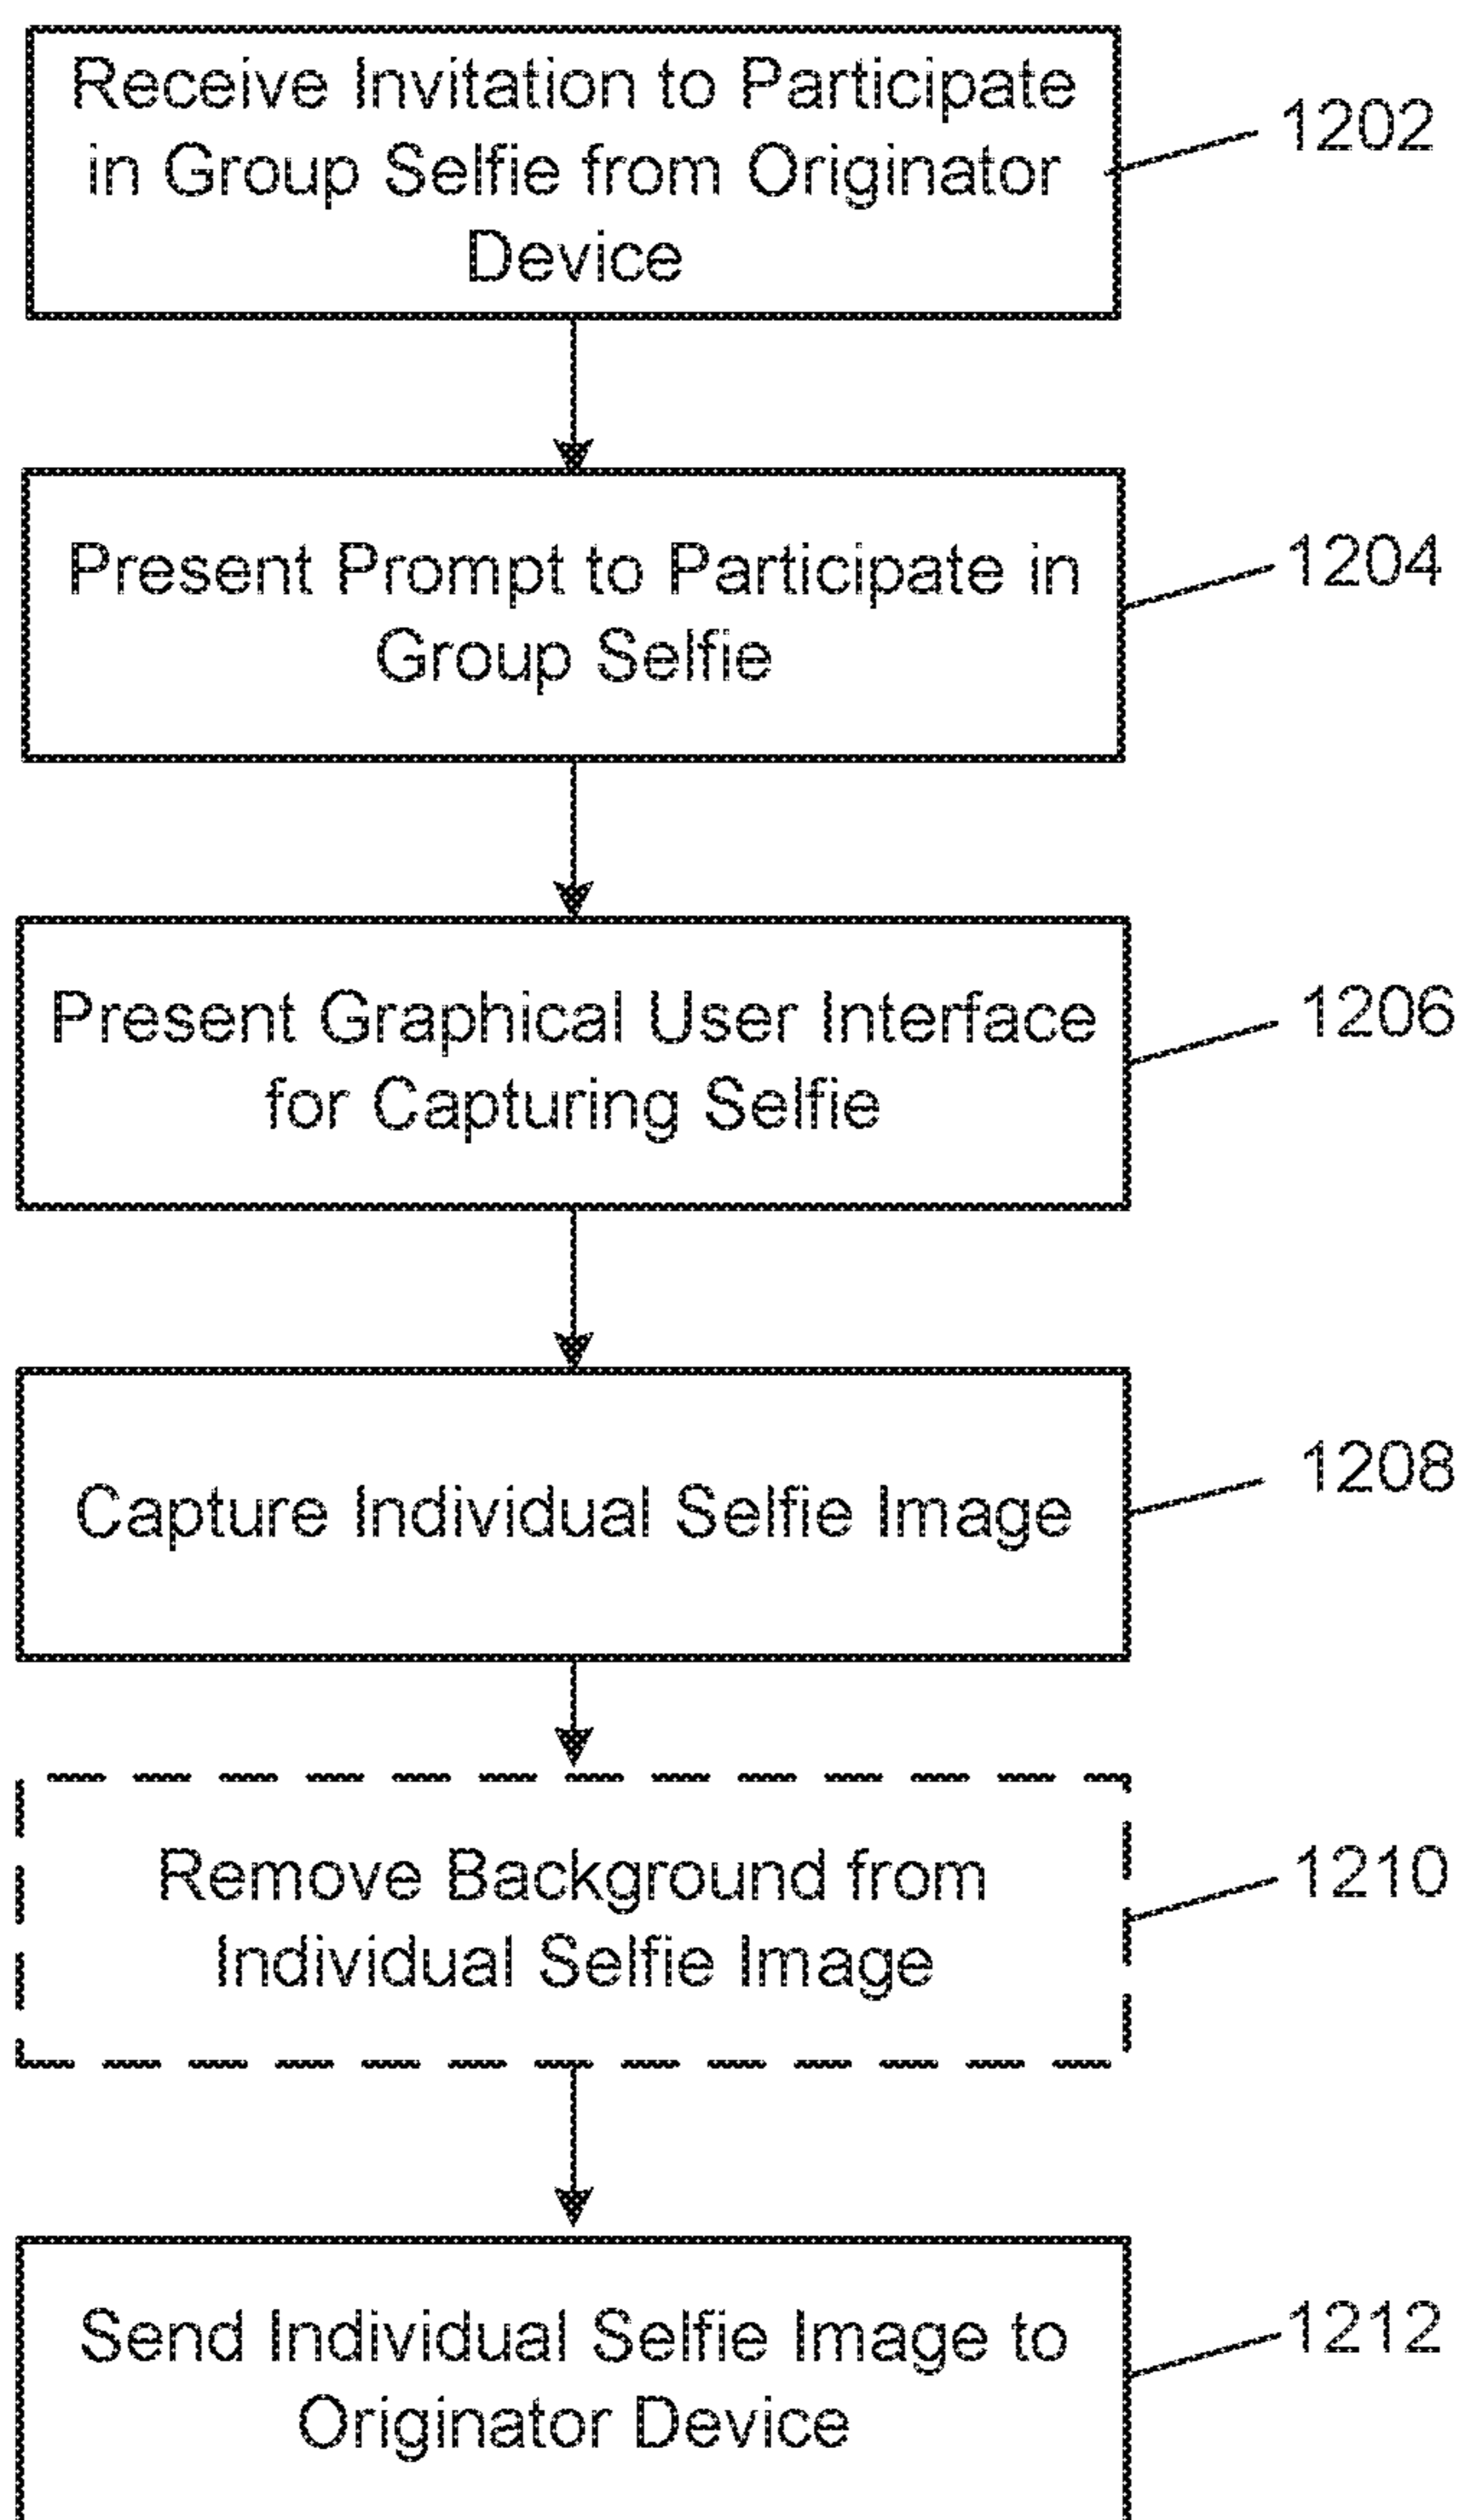 Receive Invitation to Participate
in Group Selfie from Originator
Device
1202
Present Prompt to Participate in
Group Selfie
1204
Present Graphical User Interface
for Capturing Selfie
1206
Capture Individual Selfie Image
1208
Remove Background from
Individual Selfie Image
1210
Send Individual Selfie Image to
Originator Device
1212